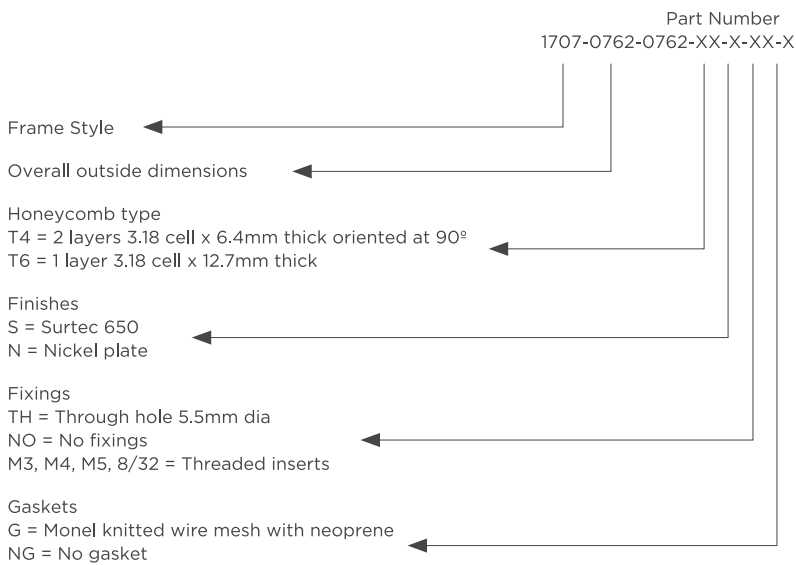 Part Number
1707-0762-0762-XX-X-XX-X
Frame Style
Overall outside dimensions
Honeycomb type
T4 = 2 layers 3.18 cell x 6.4mm thick oriented at 90º
T6 = 1 layer 3.18 cell x 12.7mm thick
Finishes
S = Surtec 650
N = Nickel plate
Fixings
TH = Through hole 5.5mm dia
NO = No fixings
M3, M4, M5, 8/32 = Threaded inserts
Gaskets
G = Monel knitted wire mesh with neoprene
NG = No gasket